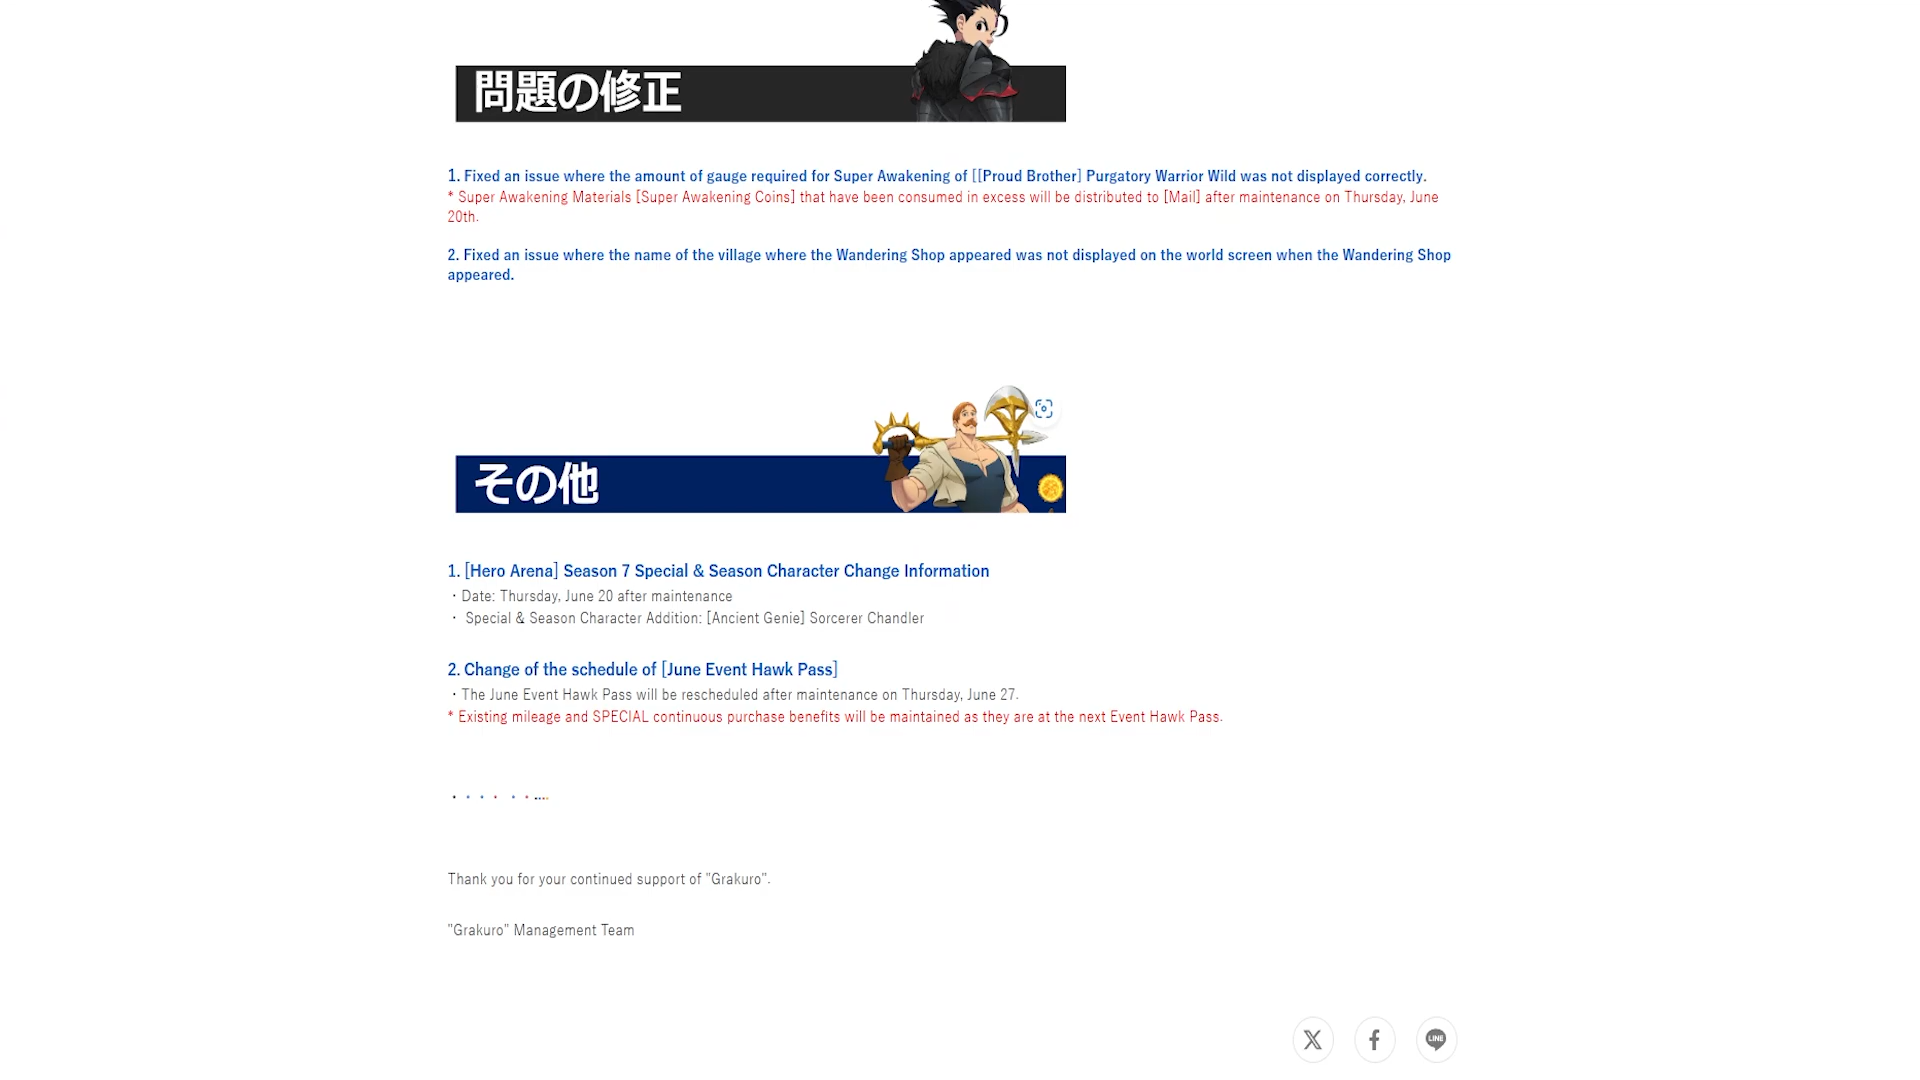 問題の修正
1. Fixed an issue where the amount of gauge required for Super Awakening of [[Proud Brother] Purgatory Warrior Wild was not displayed correctly.
* Super Awakening Materials [Super Awakening Coins] that have been consumed in excess will be distributed to [Mail] after maintenance on Thursday, June
20th.
2. Fixed an issue where the name of the village where the Wandering Shop appeared was not displayed on the world screen when the Wandering Shop
appeared.
その他
1. [Hero Arena] Season 7 Special & Season Character Change Information
・Date: Thursday, June 20 after maintenance
・ Special & Season Character Addition: [Ancient Genie] Sorcerer Chandler
2. Change of the schedule of [June Event Hawk Pass]
・The June Event Hawk Pass will be rescheduled after maintenance on Thursday, June 27.
* Existing mileage and SPECIAL continuous purchase benefits will be maintained as they are at the next Event Hawk Pass.
Thank you for your continued support of "Grakuro".
"Grakuro" Management Team
LINE